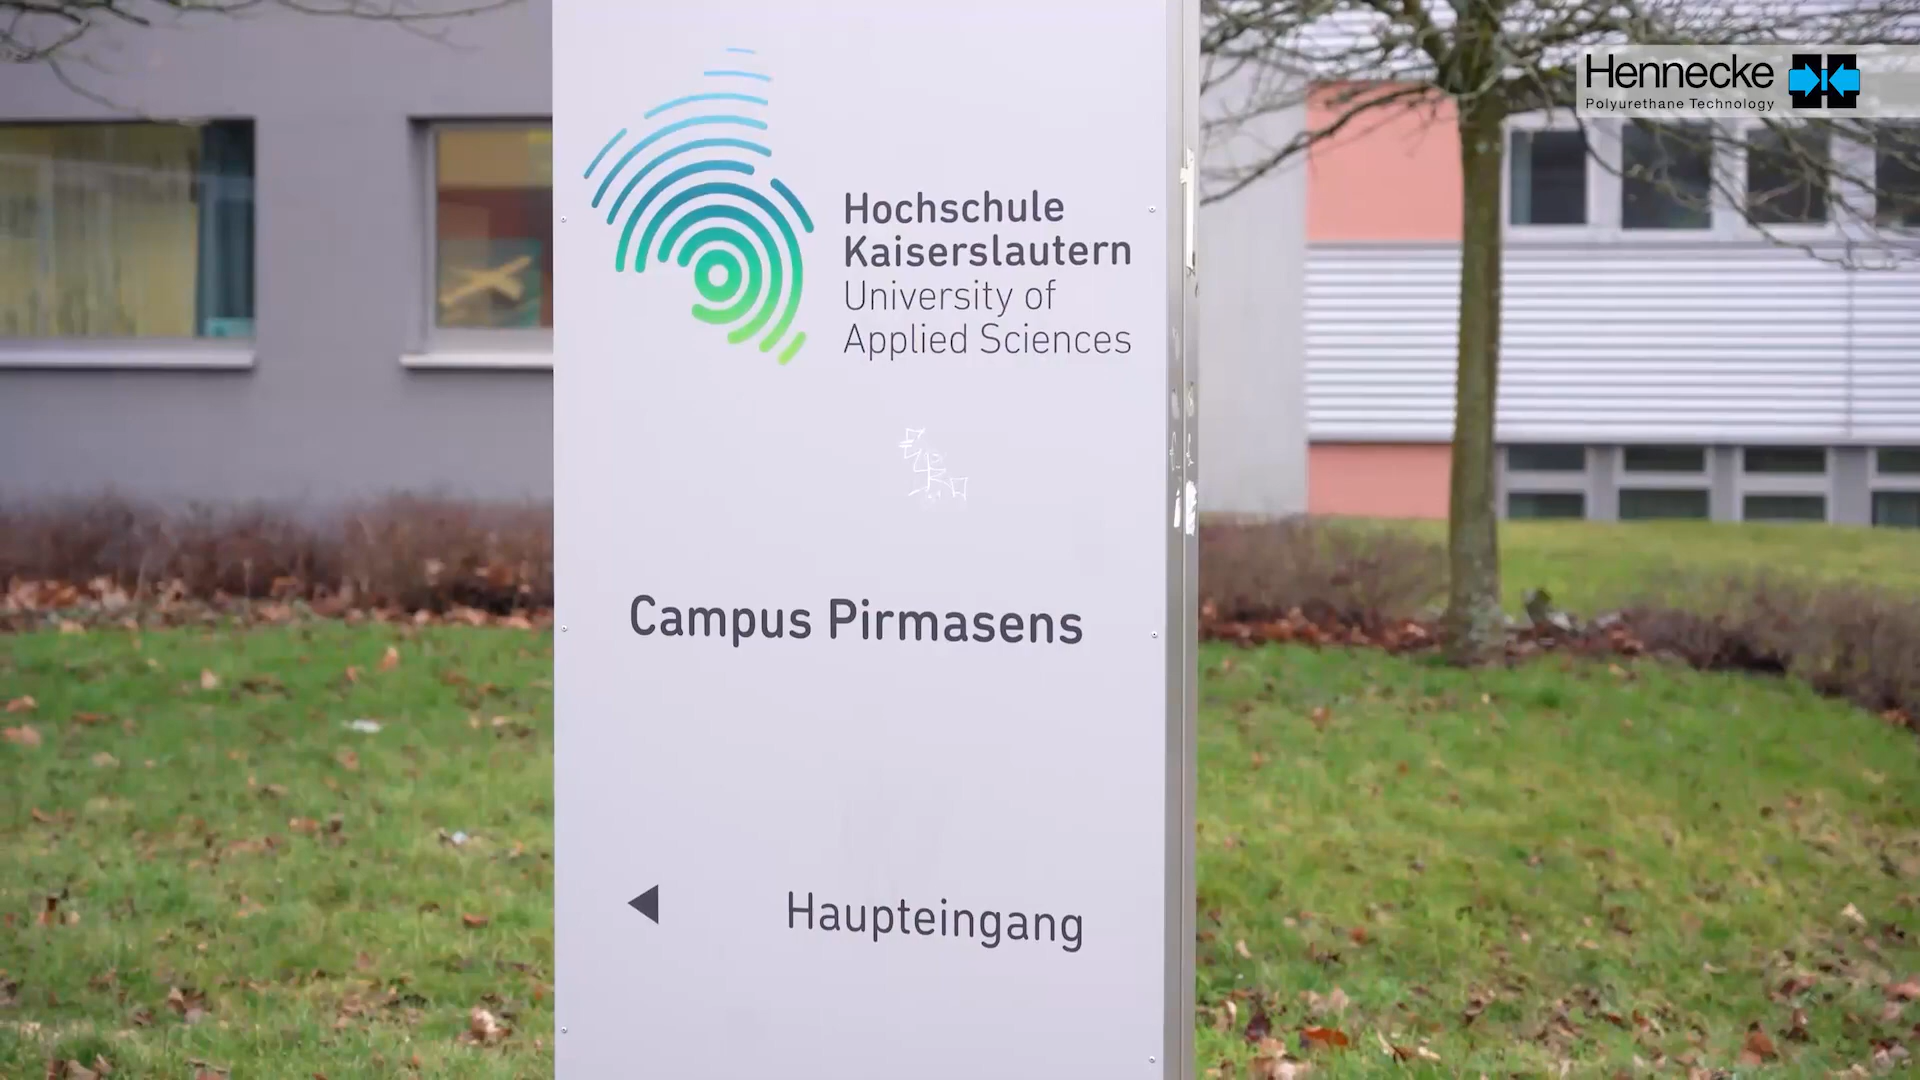 Hennecke
Polyurethane Technology
Hochschule
Kaiserslautern
University of
Applied Sciences
Campus Pirmasens
Haupteingang